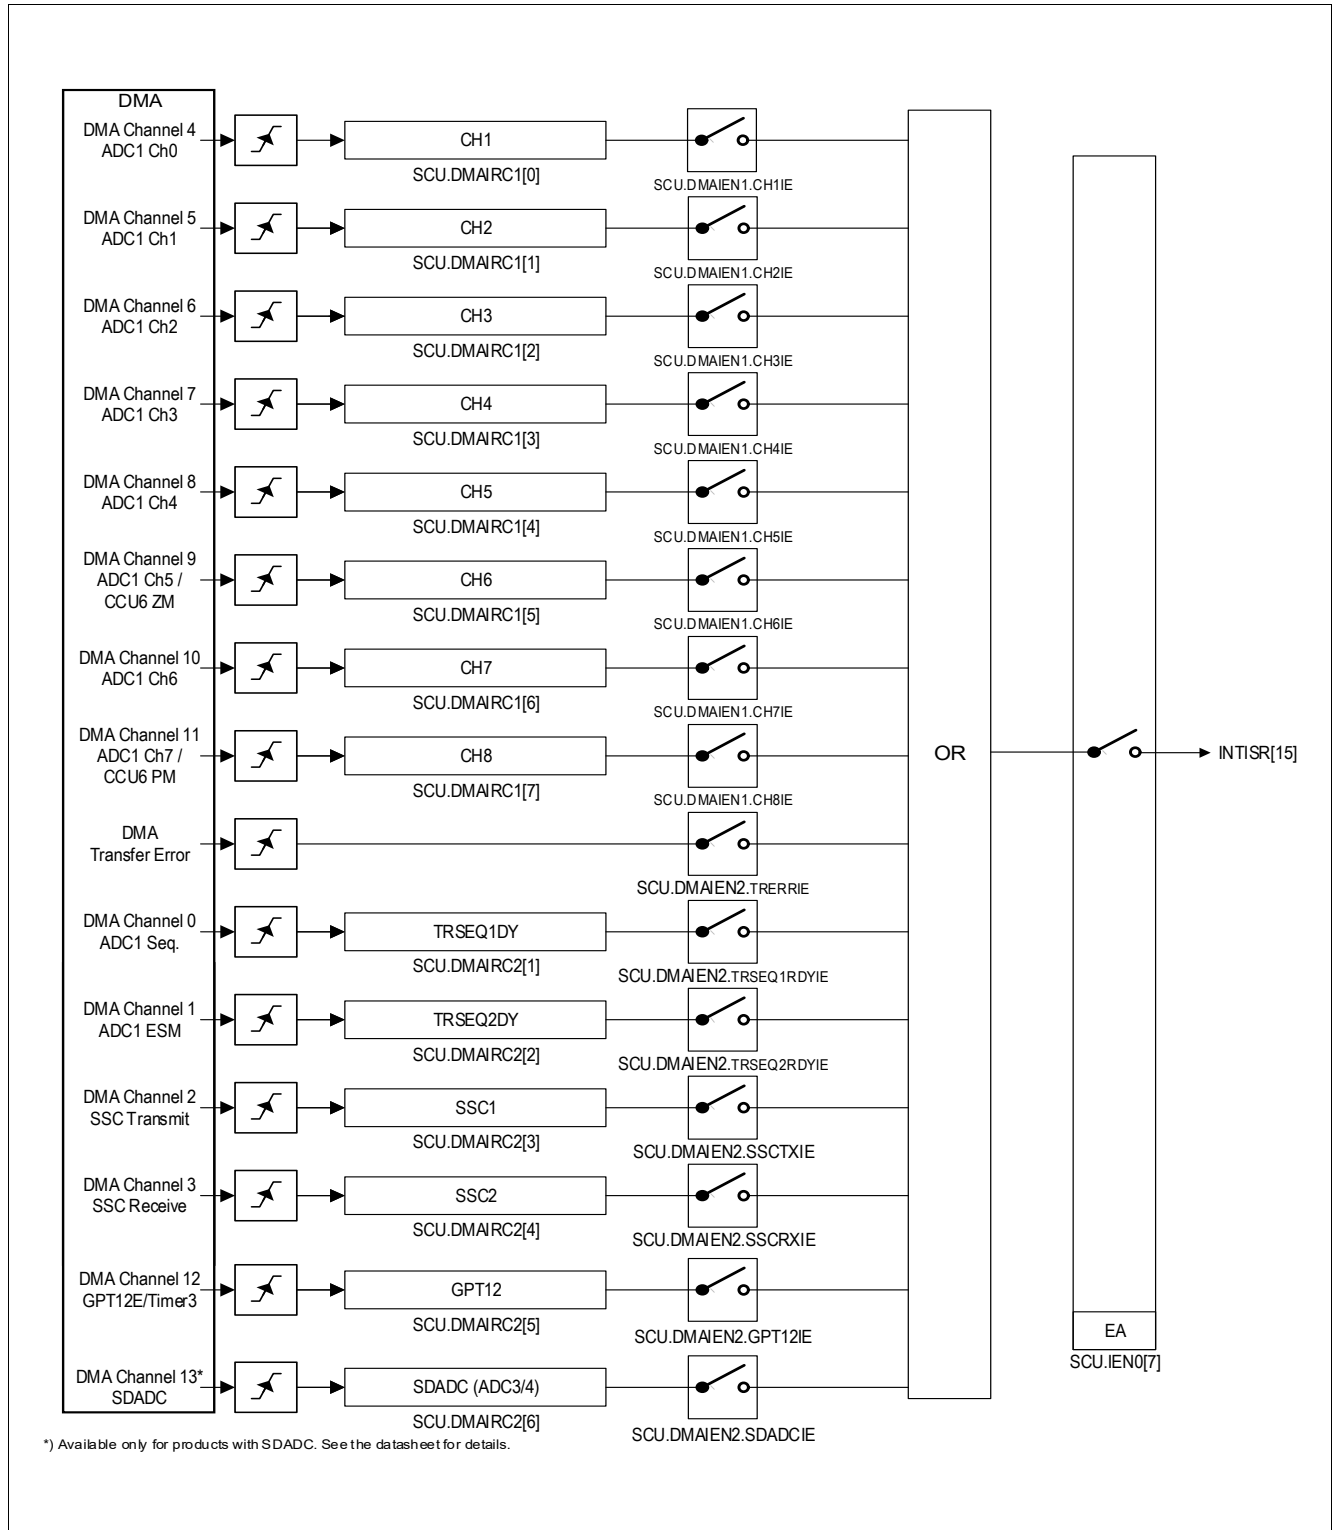 DMA
DMA Channel 4
ADC1 Ch0
CH1
SCU.DMAIRC1[0]
SCU.DMAIEN1.CH1IE
DMA Channel 5
ADC1 Ch1
CH2
SCU.DMAIRC1[1]
SCU.DMAIEN1.CH2IE
DMA Channel 6
ADC1 Ch2
CH3
SCU.DMAIRC1[2]
SCU.DMAIEN1.CH3IE
DMA Channel 7
ADC1 Ch3
CH4
SCU.DMAIRC1[3]
SCU.DMAIEN1.CH4IE
DMA Channel 8
ADC1 Ch4
CH5
SCU.DMAIRC1[4]
SCU.DMAIEN1.CH5IE
DMA Channel 9
ADC1 Ch5 /
CCU6 ZM
CH6
SCU.DMAIRC1[5]
SCU.DMAIEN1.CH6IE
DMA Channel 10
ADC1 Ch6
CH7
SCU.DMAIRC1[6]
SCU.DMAIEN1.CH7IE
DMA Channel 11
ADC1 Ch7 /
CCU6 PM
CH8
SCU.DMAIRC1[7]
SCU.DMAIEN1.CH8IE
OR
INTISR[15]
DMA
Transfer Error
SCU.DMAIEN2.TRERRIE
DMA Channel 0
ADC1 Seq.
TRSEQ1DY
SCU.DMAIRC2[1]
SCU.DMAIEN2.TRSEQ1RDYIE
DMA Channel 1
ADC1 ESM
TRSEQ2DY
SCU.DMAIRC2[2]
SCU.DMAIEN2.TRSEQ2RDYIE
DMA Channel 2
SSC Transmit
SSC1
SCU.DMAIRC2[3]
SCU.DMAIEN2.SSCTXIE
DMA Channel 3
SSC Receive
SSC2
SCU.DMAIRC2[4]
SCU.DMAIEN2.SSCRXIE
DMA Channel 12
GPT12E/Timer3
GPT12
SCU.DMAIRC2[5]
SCU.DMAIEN2.GPT12IE
EA
SCU.IEN0[7]
DMA Channel 13*
SDADC
SDADC (ADC3/4)
SCU.DMAIRC2[6]
SCU.DMAIEN2.SDADCIE
*) Available only for products with SDADC. See the datasheet for details.